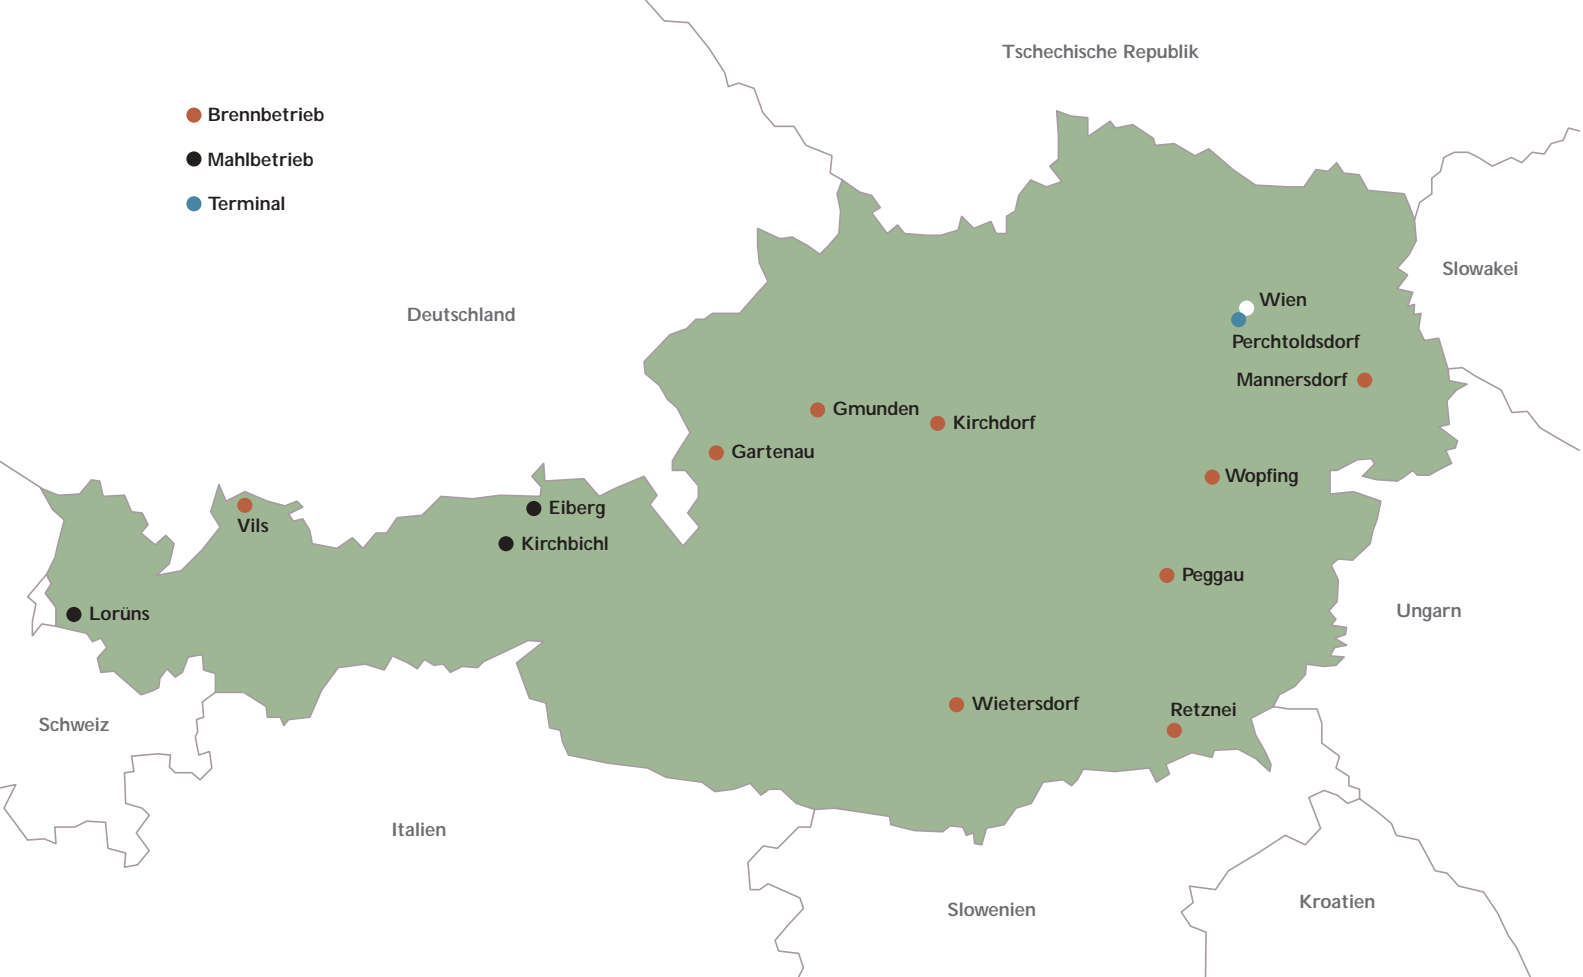 Tschechische Republik
Brennbetrieb
Mahlbetrieb
Terminal
Slowakei
Wien
Deutschland
Perchtoldsdorf
Mannersdorf
Gmunden
Kirchdorf
Gartenau
Wopfing
Eiberg
Vils
Kirchbichl
Peggau
Ungarn
Lorüns
Wietersdorf
Retznei
Schweiz
Italien
Kroatien
Slowenien